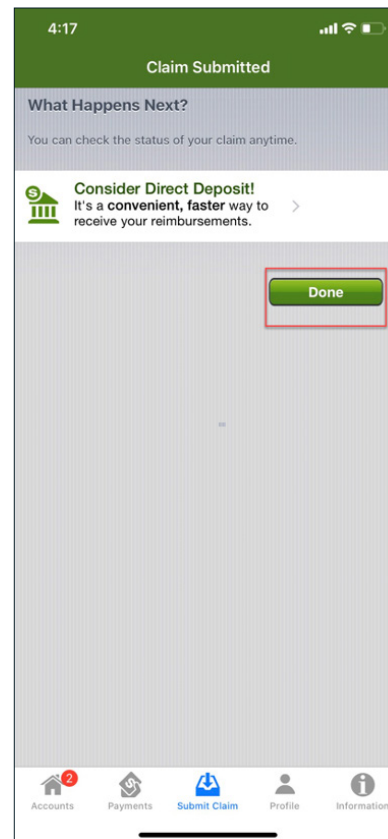 4:17
Claim Submitted
What Happens Next?
You can check the status of your claim anytime.
S
Consider Direct Deposit!
It's a convenient, faster way to
receive your reimbursements.
Done
2
Accounts Payments Submit Claim Profile Information